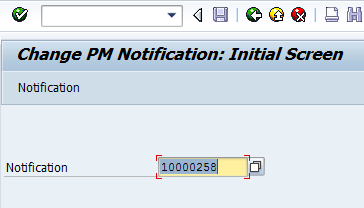 Change PM Notification: Initial Screen
Notification
Notification 10000258